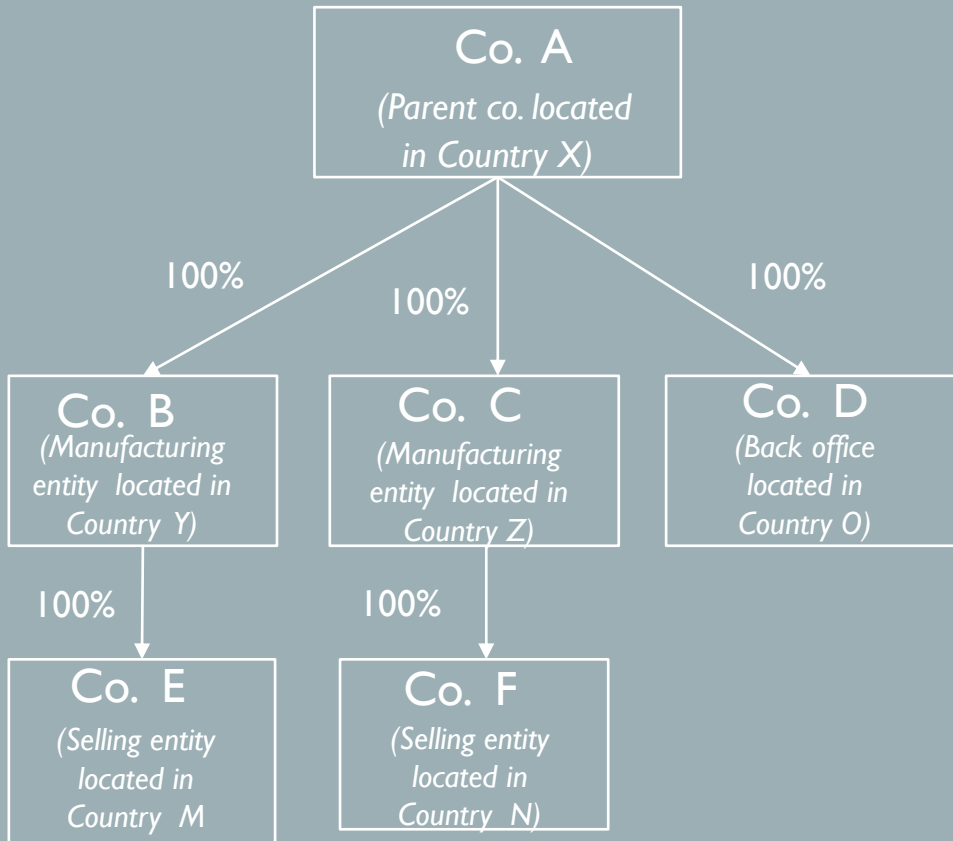 Co. A
(Parent co. located
in Country X)
100%
100%
100%
Co. B
(Manufacturing
entity located in
Country Y)
Co. C
(Manufacturing
entity located in
Country Z)
Co. D
(Back office
located in
Country O)
100%
100%
Co. E
(Selling entity
located in
Country M
Co. F
(Selling entity
located in
Country N)